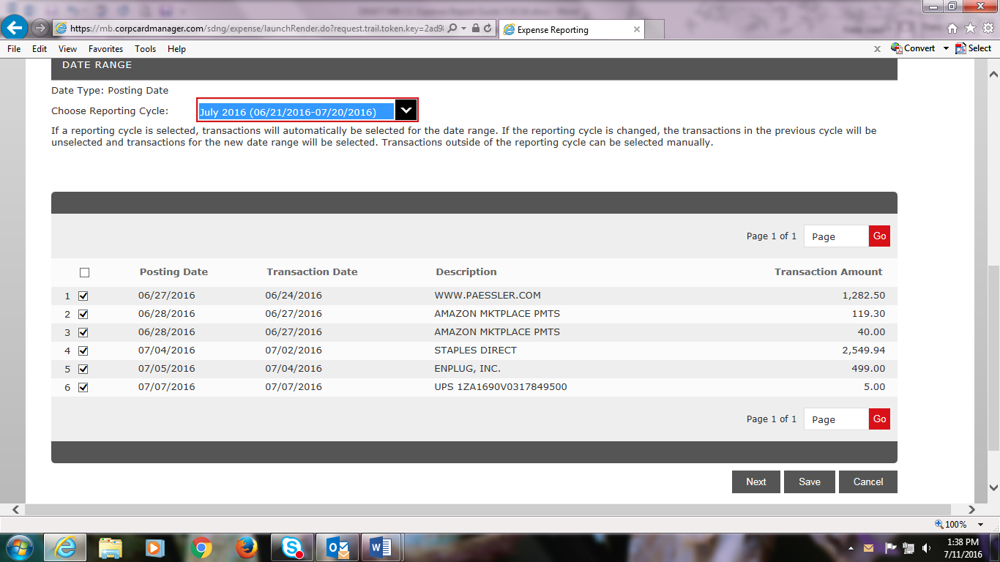 https://mb.corpcardmanager.com/sdng/expense/launchRender.do?request.trail.token.key=2ad98
Expense Reporting
File Edit View Favorites Tools Help
x Convert Select
DATE RANGE
Date Type: Posting Date
Choose Reporting Cycle: July 2016 (06/21/2016-07/20/2016)
If a reporting cycle is selected, transactions will automatically be selected for the date range. If the reporting cycle is changed, the transactions in the previous cycle will be
unselected and transactions for the new date range will be selected. Transactions outside of the reporting cycle can be selected manually.
Page 1 of 1 Page Go
Posting Date Transaction Date Description Transaction Amount
1 06/27/2016 06/24/2016 WWW.PAESSLER.COM 1,282.50
2 06/28/2016 06/27/2016 AMAZON MKTPLACE PMTS 119.30
3 06/28/2016 06/27/2016 AMAZON MKTPLACE PMTS 40.00
4 07/04/2016 07/02/2016 STAPLES DIRECT 2,549.94
5 07/05/2016 07/04/2016 ENPLUG, INC. 499.00
6 07/07/2016 07/07/2016 UPS 1ZA1690V0317849500 5.00
Page 1 of 1 Page Go
Next Save Cancel
100%
1:38 PM
7/11/2016